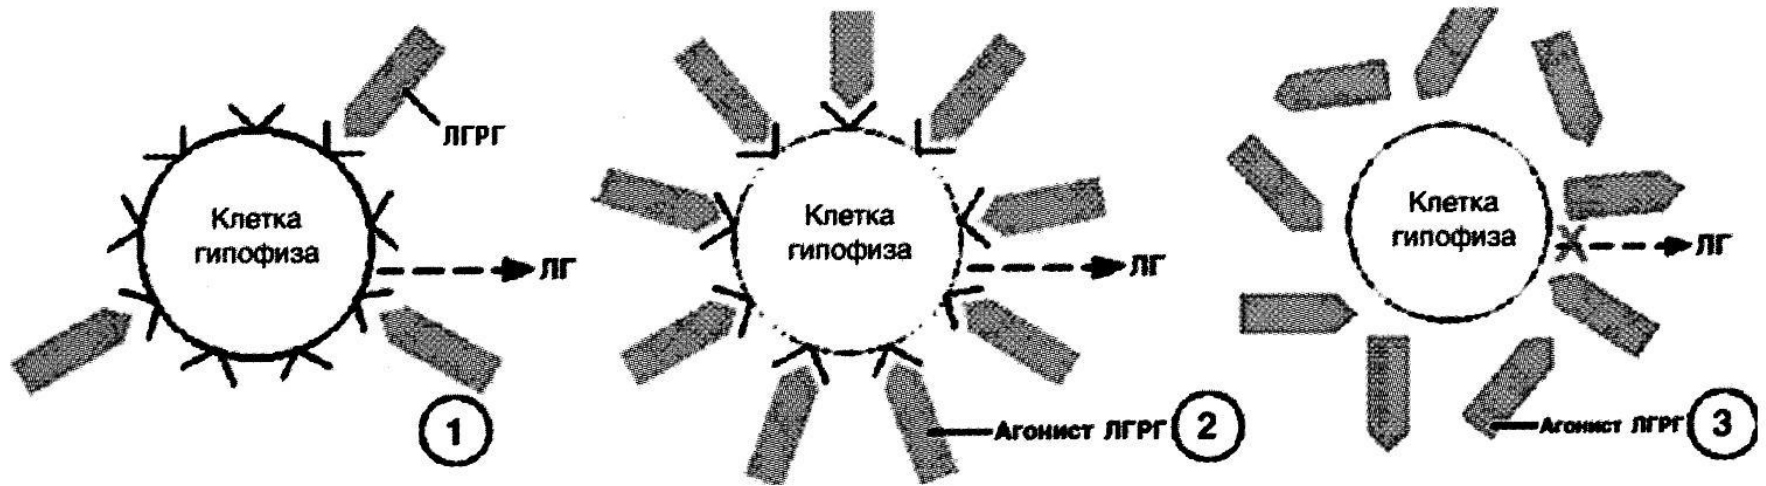 ЛГРГ
Клетка
гипофиза
ЛГ
1
Клетка
гипофиза
ЛГ
Агонист ЛГРГ
2
Клетка
гипофиза
ЛГ
Агонист ЛГРГ
3